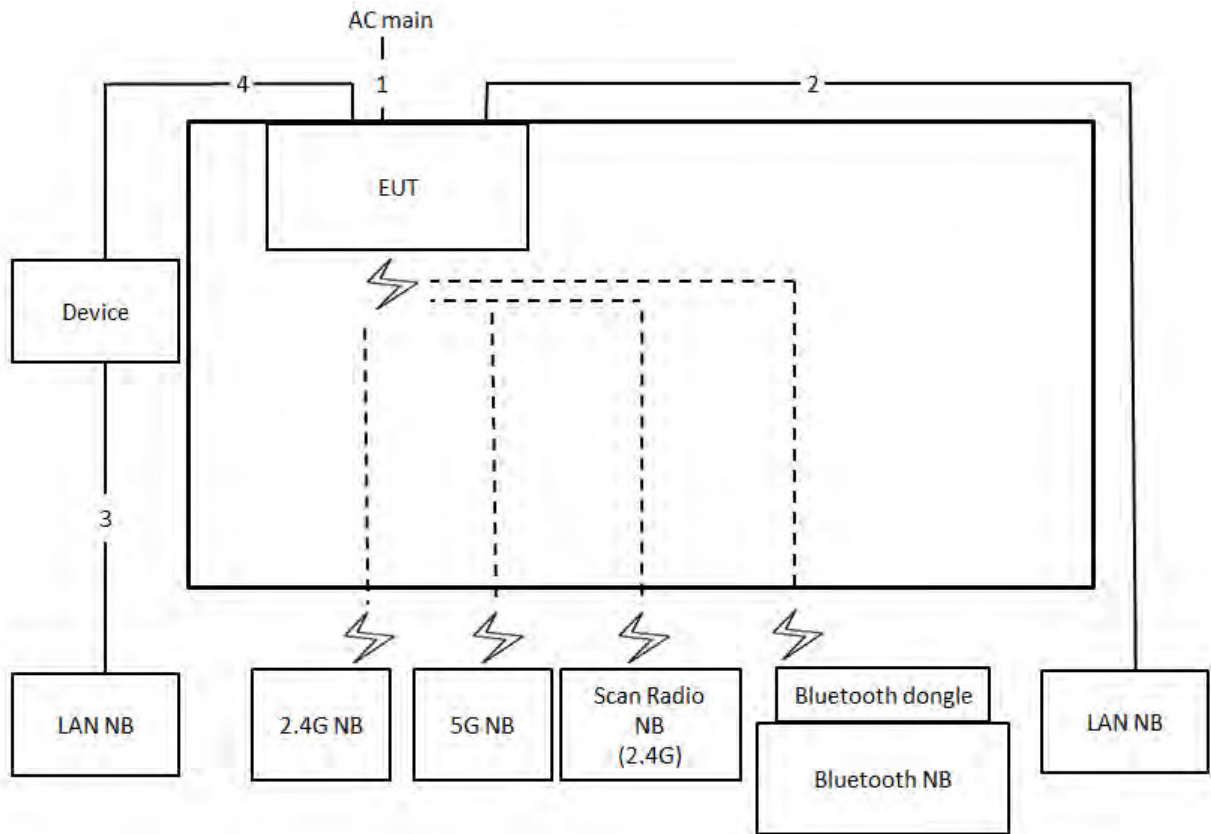 AC main
4
1
2
EUT
Device
3
LAN NB
2.4G NB
5G NB
Scan Radio
NB
(2.4G)
Bluetooth dongle
Bluetooth NB
LAN NB